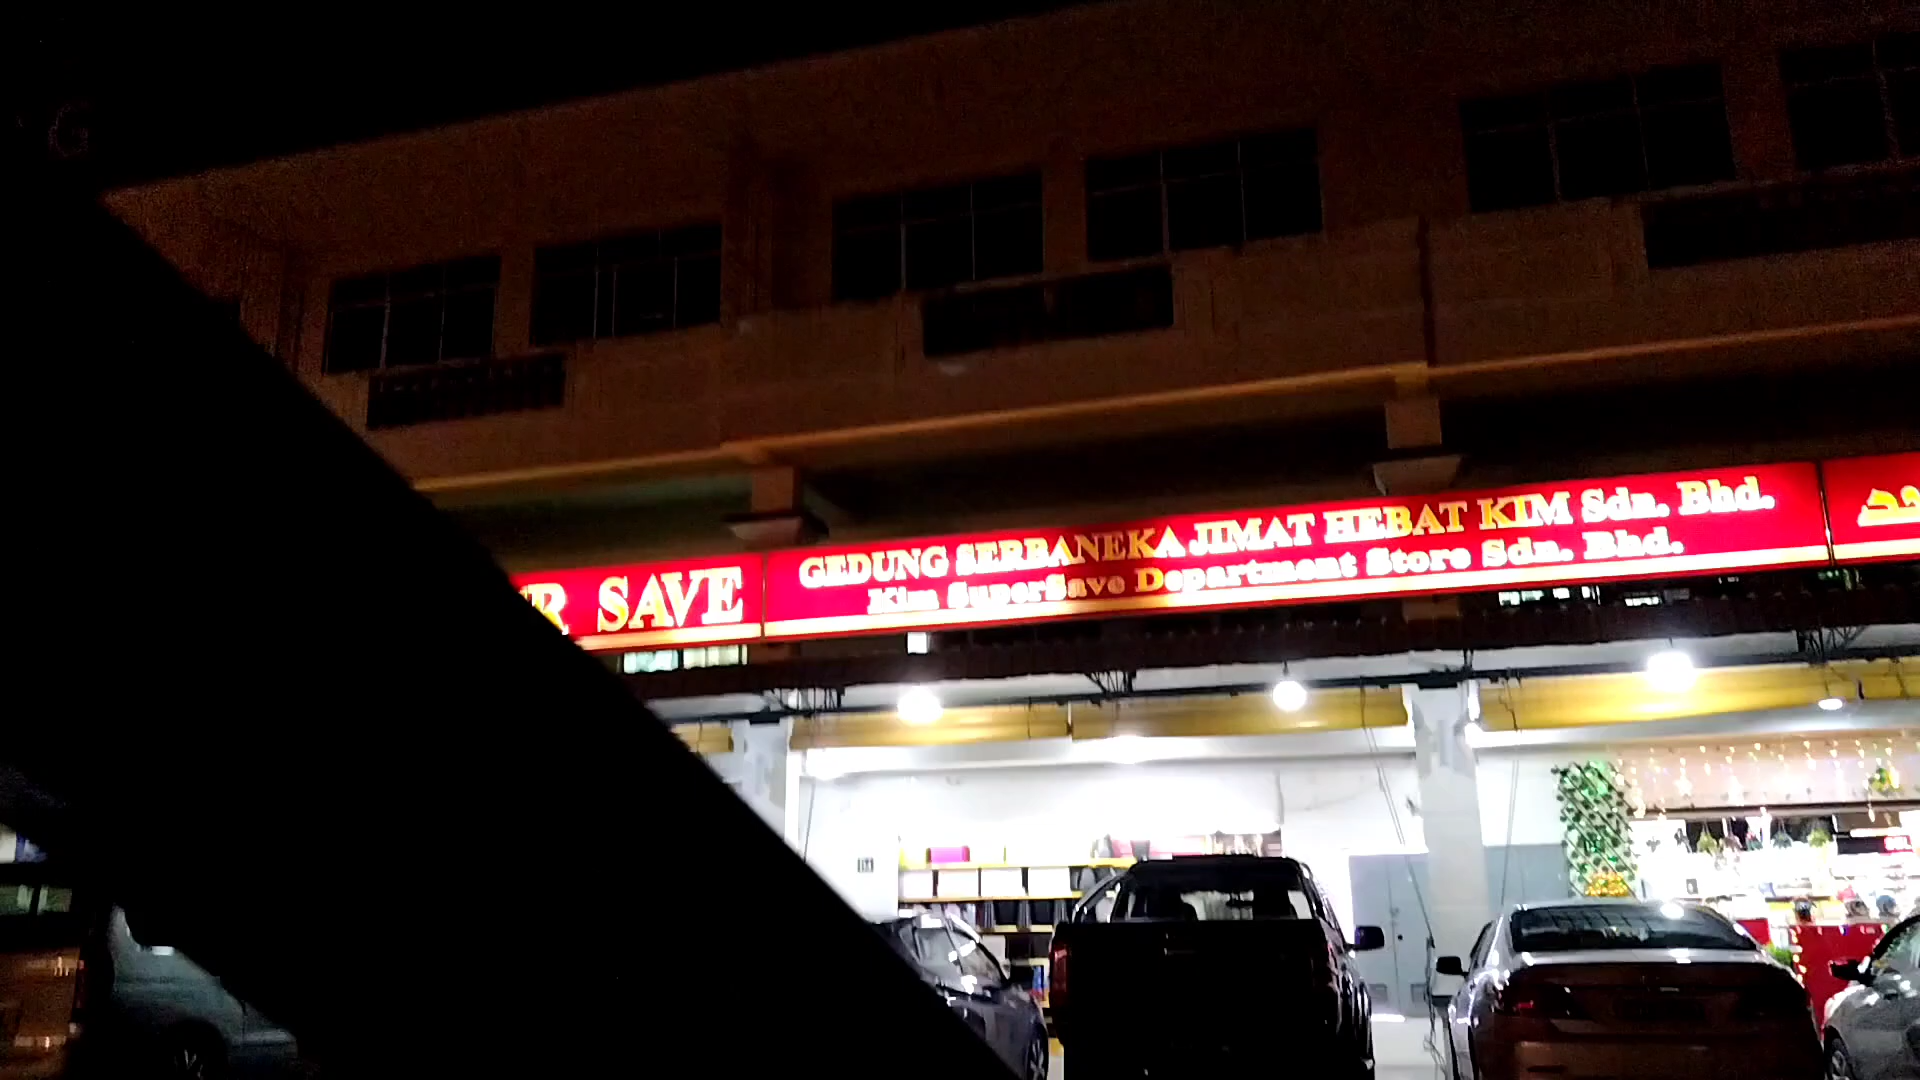 R SAVE
GEDUNG SERBANEKA JIMAT HEBAT KIM Sdn. Bhd.
Kim SuperSave Department Store Sdn. Bhd.